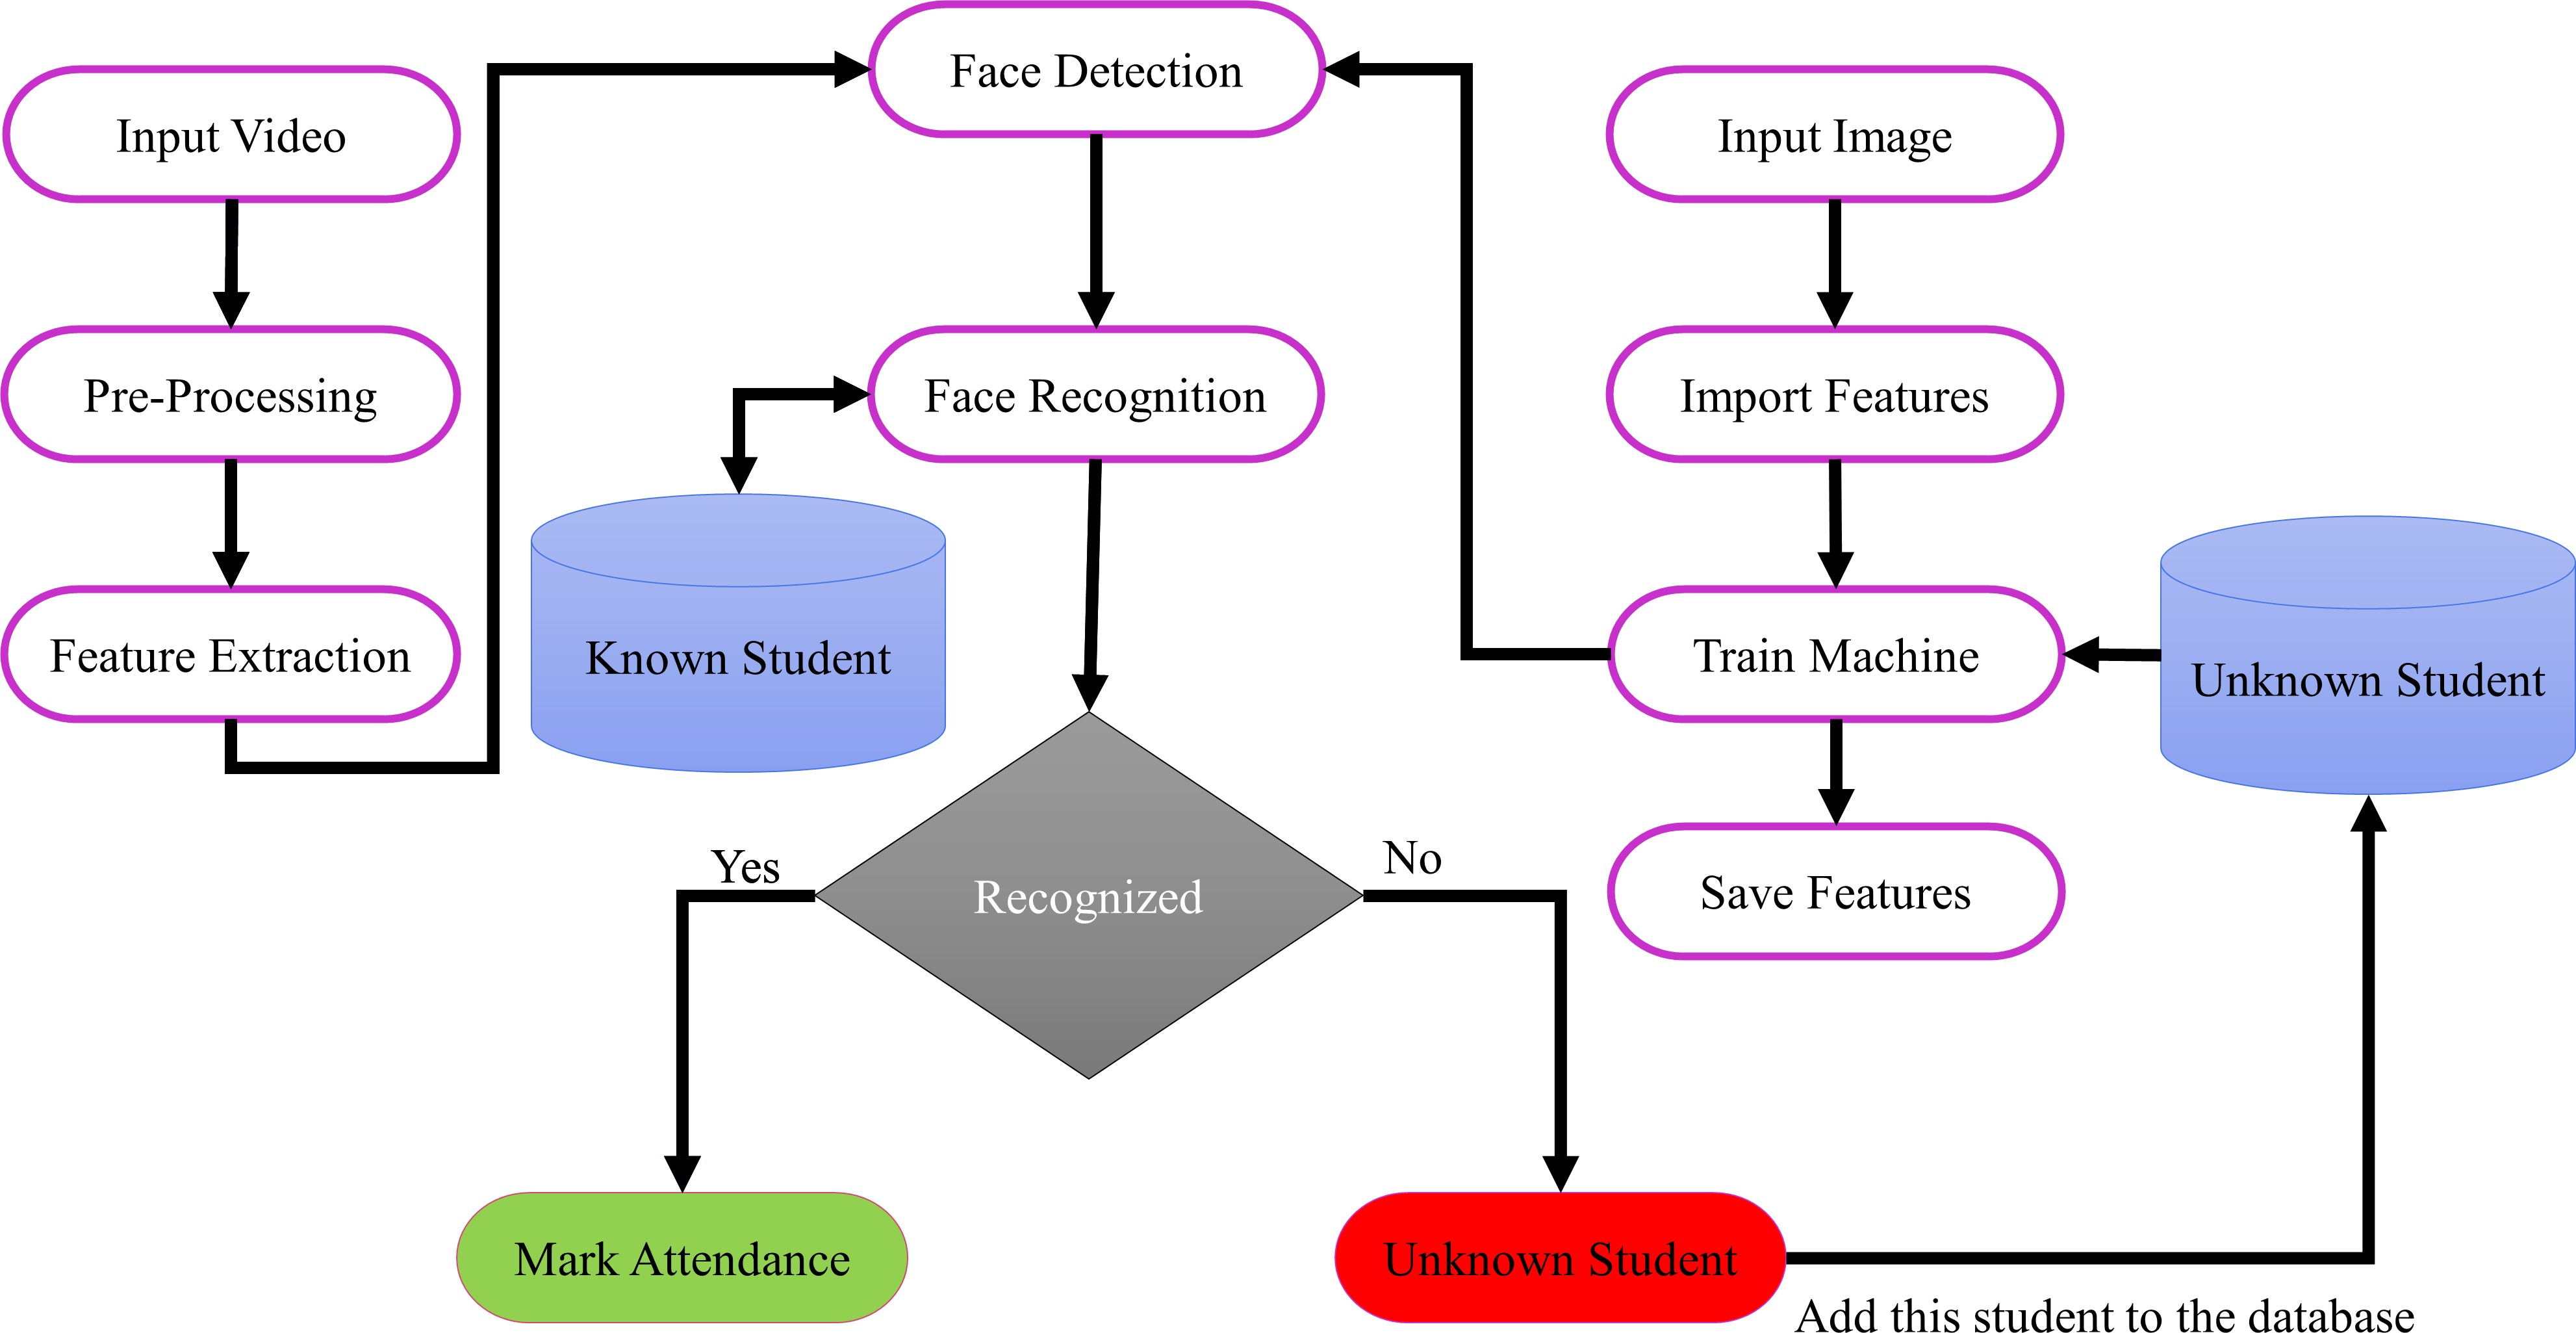 Face Detection
Input Video
Input Image
Pre-Processing
Face Recognition
Import Features
Feature Extraction
Known Student
Train Machine
Unknown Student
Yes
No
Recognized
Save Features
Mark Attendance
Unknown Student
Add this student to the database